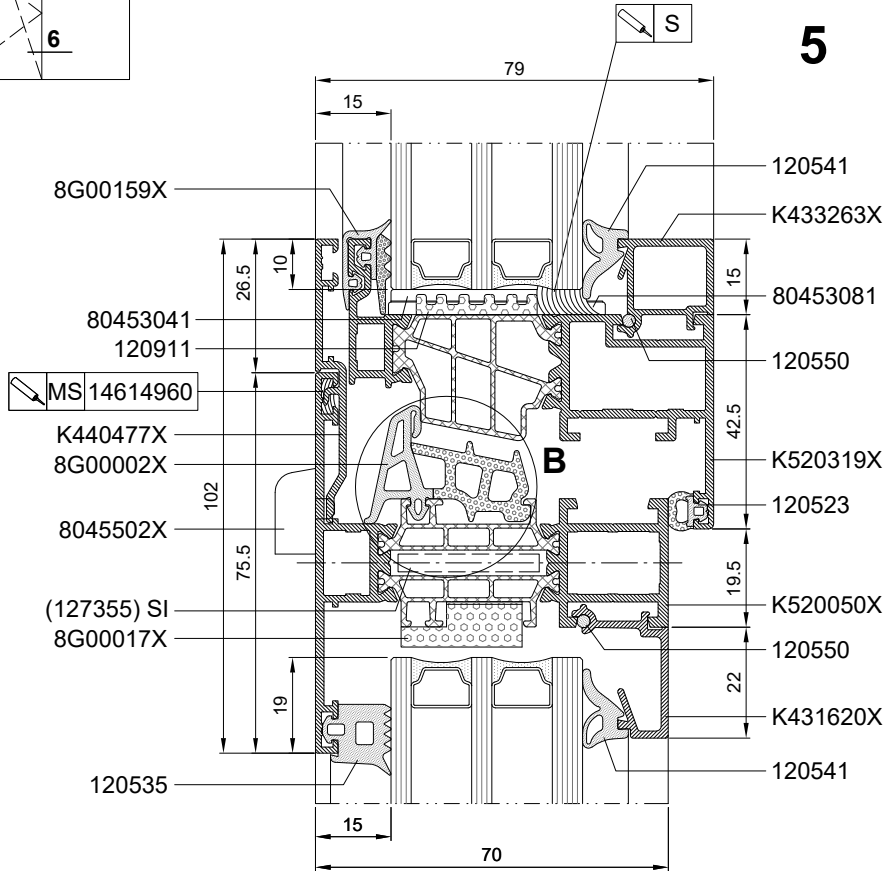 6
S
5
79
15
8G00159X
120541
K433263X
102
26.5
10
15
80453041
80453081
120911
120550
MS 14614960
42.5
K440477X
8G00002X
B
K520319X
120523
8045502X
75.5
19.5
(127355) SI
K520050X
8G00017X
120550
19
22
K431620X
120535
120541
15
70